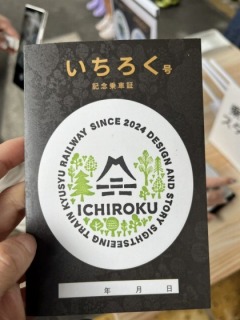 いちろく号
記念乗車証
KYUSYU RAILWAY SINCE 2024 DESIGN AND STORY SIGHTSEEING TRAIN
ICHIROKU
年 月 日